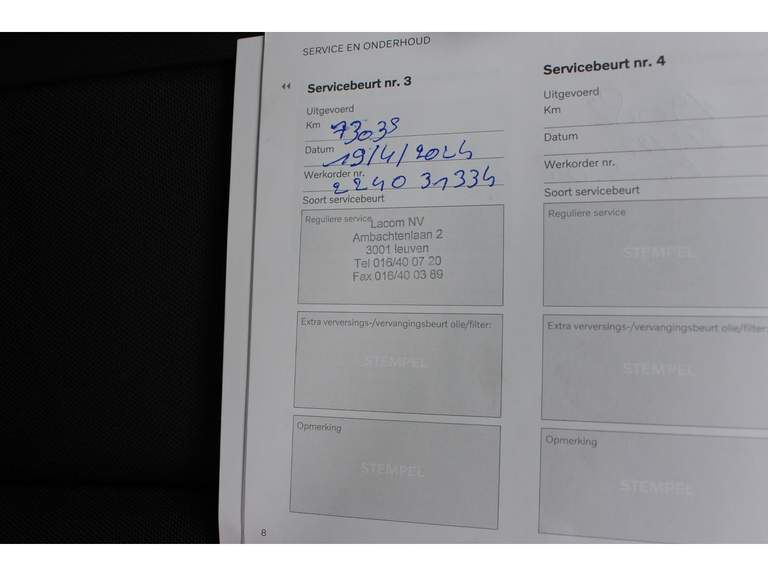 SERVICE EN ONDERHOUD
Servicebeurt nr. 3
Uitgevoerd
Km 73039
Datum 19/4/2024
Werkorder nr. 2240 31334
Soort servicebeurt
Reguliere service
Lacom NV
Ambachtenlaan 2
3001 leuven
Tel 016/40 07 20
Fax 016/40 03 89
Extra verversings-/vervangingsbeurt olie/filter:
STEMPEL
Opmerking
STEMPEL
8
Servicebeurt nr. 4
Uitgevoerd
Km
Datum
Werkorder nr.
Soort servicebeurt
Reguliere service
STEMPEL
Extra verversings-/vervangingsbeurt olie/filter:
STEMPEL
Opmerking
STEMPEL